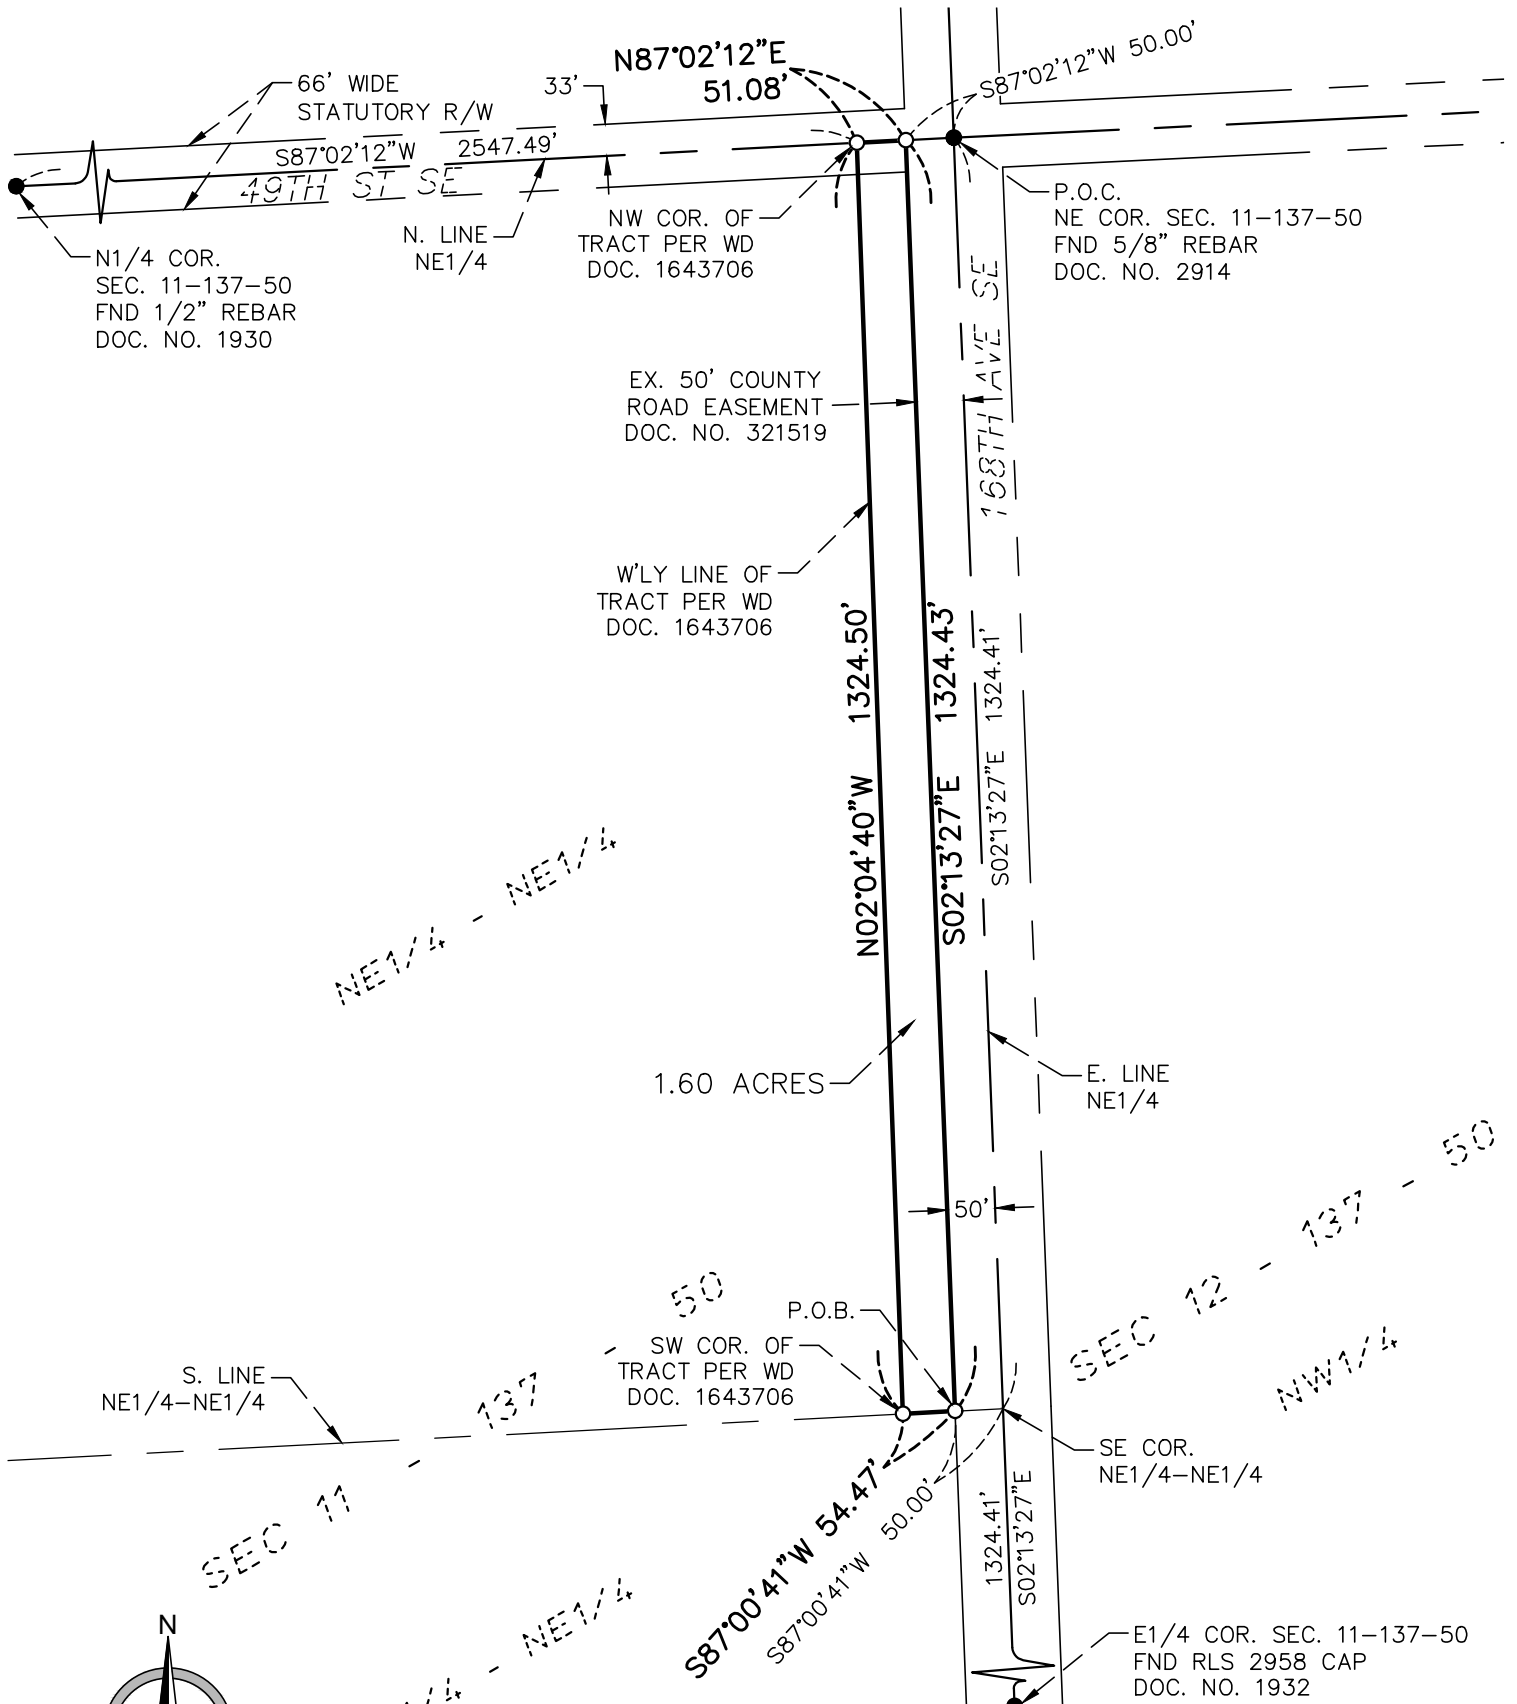 N87°02'12"E
51.08'
S87°02'12"W 50.00'
66' WIDE
STATUTORY R/W
33'
S87°02'12"W 2547.49'
49TH ST SE
N. LINE
NE1/4
NW COR. OF
TRACT PER WD
DOC. 1643706
P.O.C.
NE COR. SEC. 11-137-50
FND 5/8" REBAR
DOC. NO. 2914
N1/4 COR.
SEC. 11-137-50
FND 1/2" REBAR
DOC. NO. 1930
168TH AVE SE
EX. 50' COUNTY
ROAD EASEMENT
DOC. NO. 321519
W'LY LINE OF
TRACT PER WD
DOC. 1643706
N02°04'40"W 1324.50'
S02°13'27"E 1324.43'
S02°13'27"E 1324.41'
NE1/4 - NE1/4
1.60 ACRES
E. LINE
NE1/4
50'
SEC 12 - 137 - 50
NW1/4
P.O.B.
SW COR. OF
TRACT PER WD
DOC. 1643706
S. LINE
NE1/4-NE1/4
SEC 11 - 137 - 50
SE COR.
NE1/4-NE1/4
S87°00'41"W 54.47'
S87°00'41"W 50.00'
1324.41'
S02°13'27"E
N
1/4 - NE1/4
E1/4 COR. SEC. 11-137-50
FND RLS 2958 CAP
DOC. NO. 1932